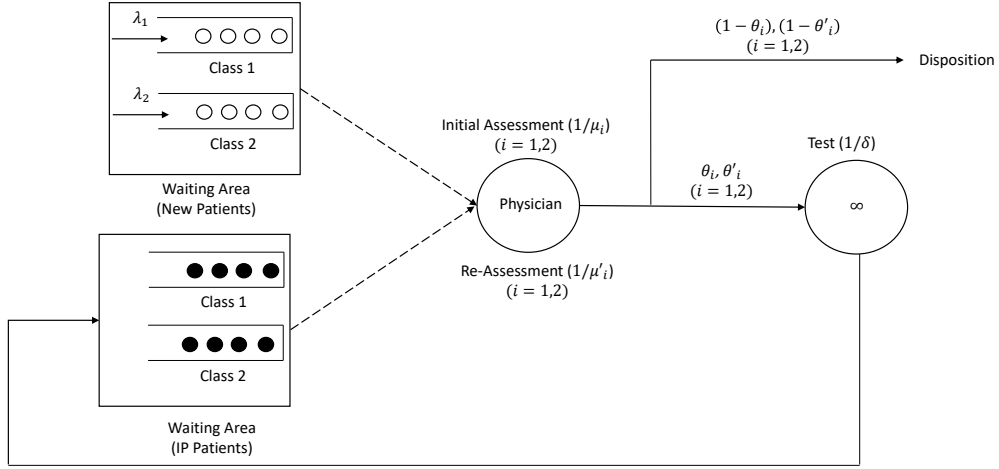 λ₁
Class 1
λ₂
Class 2
Waiting Area
(New Patients)
Class 1
Class 2
Waiting Area
(IP Patients)
Initial Assessment (1/μᵢ)
(i = 1,2)
Physician
Re-Assessment (1/μ'ᵢ)
(i = 1,2)
(1 − θᵢ), (1 − θ'ᵢ)
(i = 1,2)
Disposition
θᵢ, θ'ᵢ
(i = 1,2)
Test (1/δ)
∞